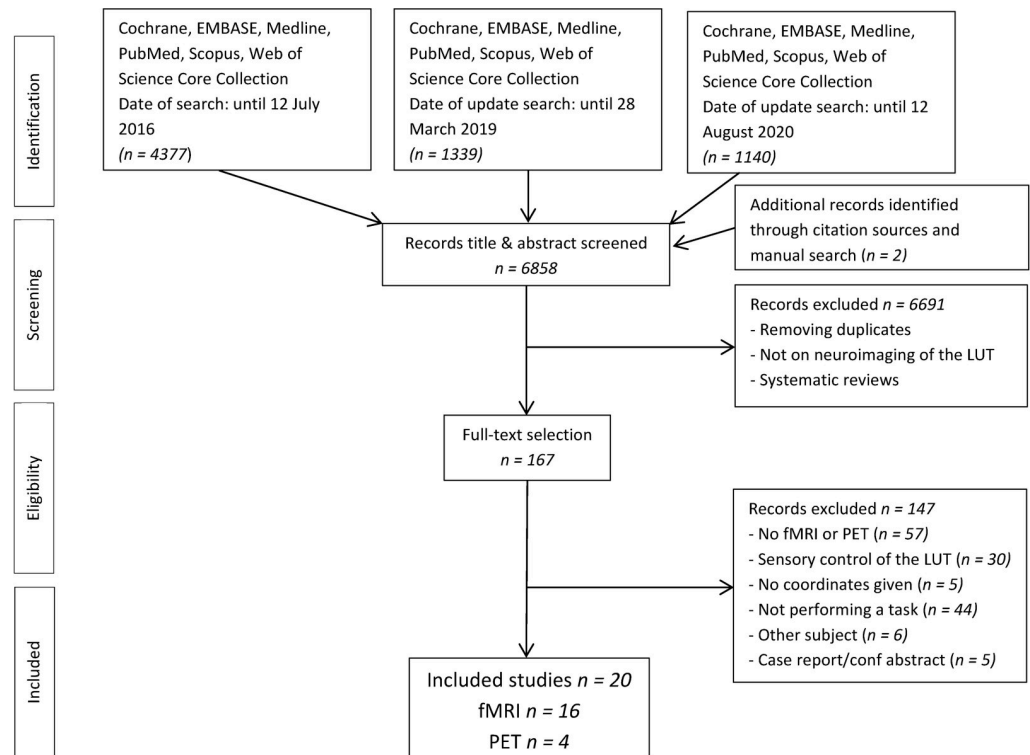 Identification
Cochrane, EMBASE, Medline,
PubMed, Scopus, Web of
Science Core Collection
Date of search: until 12 July
2016
(n = 4377)
Cochrane, EMBASE, Medline,
PubMed, Scopus, Web of
Science Core Collection
Date of update search: until 28
March 2019
(n = 1339)
Cochrane, EMBASE, Medline,
PubMed, Scopus, Web of
Science Core Collection
Date of update search: until 12
August 2020
(n = 1140)
Additional records identified
through citation sources and
manual search (n = 2)
Screening
Records title & abstract screened
n = 6858
Records excluded n = 6691
- Removing duplicates
- Not on neuroimaging of the LUT
- Systematic reviews
Eligibility
Full-text selection
n = 167
Records excluded n = 147
- No fMRI or PET (n = 57)
- Sensory control of the LUT (n = 30)
- No coordinates given (n = 5)
- Not performing a task (n = 44)
- Other subject (n = 6)
- Case report/conf abstract (n = 5)
Included
Included studies n = 20
fMRI n = 16
PET n = 4